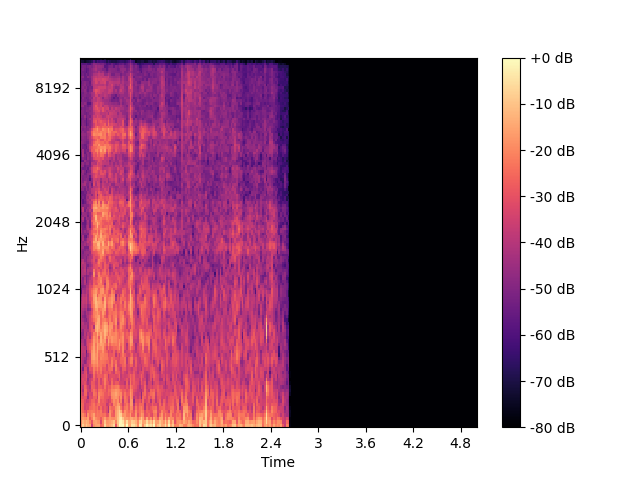 +0 dB
8192
-10 dB
4096
-20 dB
-30 dB
2048
Hz
-40 dB
1024
-50 dB
512
-60 dB
-70 dB
0
-80 dB
0 0.6 1.2 1.8 2.4 3 3.6 4.2 4.8
Time